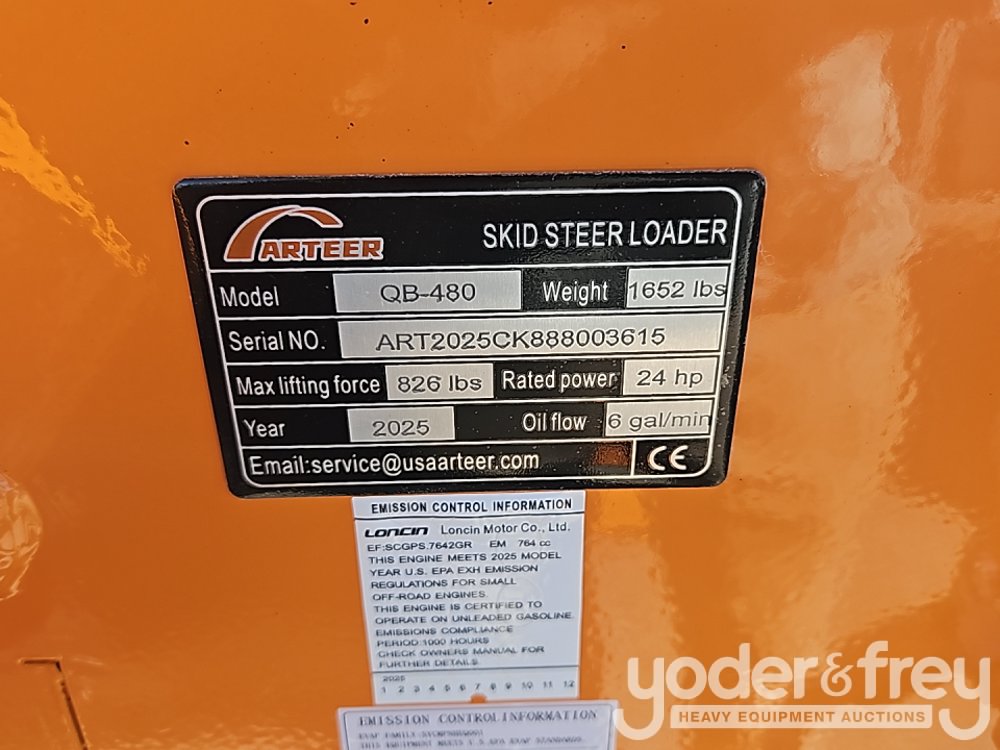 ARTEER SKID STEER LOADER
Model QB-480 Weight 1652 lbs
Serial NO. ART2025CK888003615
Max lifting force 826 lbs Rated power 24 hp
Year 2025 Oil flow 6 gal/min
Email:service@usaarteer.com CE
EMISSION CONTROL INFORMATION
LONCIN Loncin Motor Co., Ltd.
EF:SCGPS.7642GR EM 764 cc
THIS ENGINE MEETS 2025 MODEL
YEAR U.S. EPA EXH EMISSION
REGULATIONS FOR SMALL
OFF-ROAD ENGINES.
THIS ENGINE IS CERTIFIED TO
OPERATE ON UNLEADED GASOLINE.
EMISSIONS COMPLIANCE
PERIOD:1000 HOURS
CHECK OWNERS MANUAL FOR
FURTHER DETAILS.
2025
1 2 3 4 5 6 7 8 9 10 11 12
EMISSION CONTROL INFORMATION
yoder&frey
HEAVY EQUIPMENT AUCTIONS